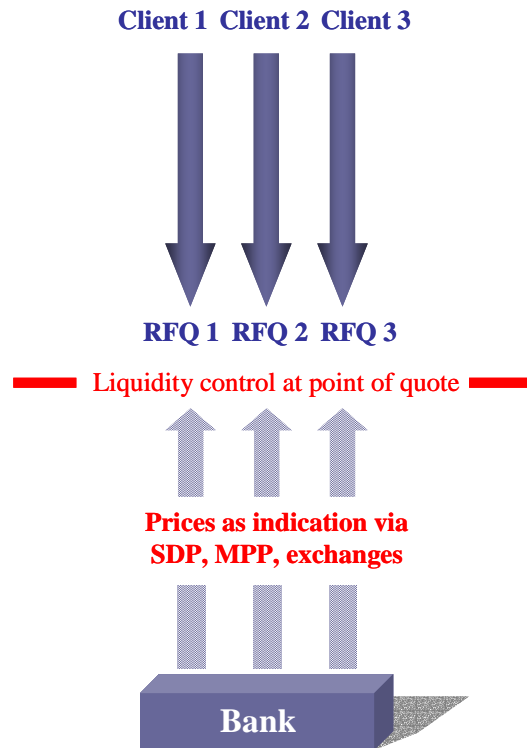 Client 1 Client 2 Client 3
RFQ 1 RFQ 2 RFQ 3
Liquidity control at point of quote
Prices as indication via
SDP, MPP, exchanges
Bank